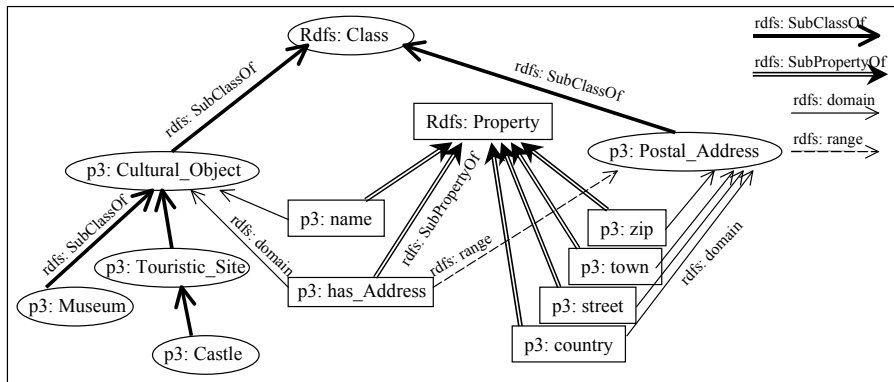 Rdfs: Class
rdfs: SubClassOf
rdfs: SubPropertyOf
rdfs: domain
rdfs: range
rdfs: SubClassOf
rdfs: SubClassOf
Rdfs: Property
p3: Cultural_Object
p3: Postal_Address
rdfs: SubClassOf
rdfs: domain
p3: name
rdfs: SubPropertyOf
rdfs: range
p3: zip
rdfs: domain
p3: Touristic_Site
p3: town
p3: Museum
p3: has_Address
p3: street
p3: country
p3: Castle